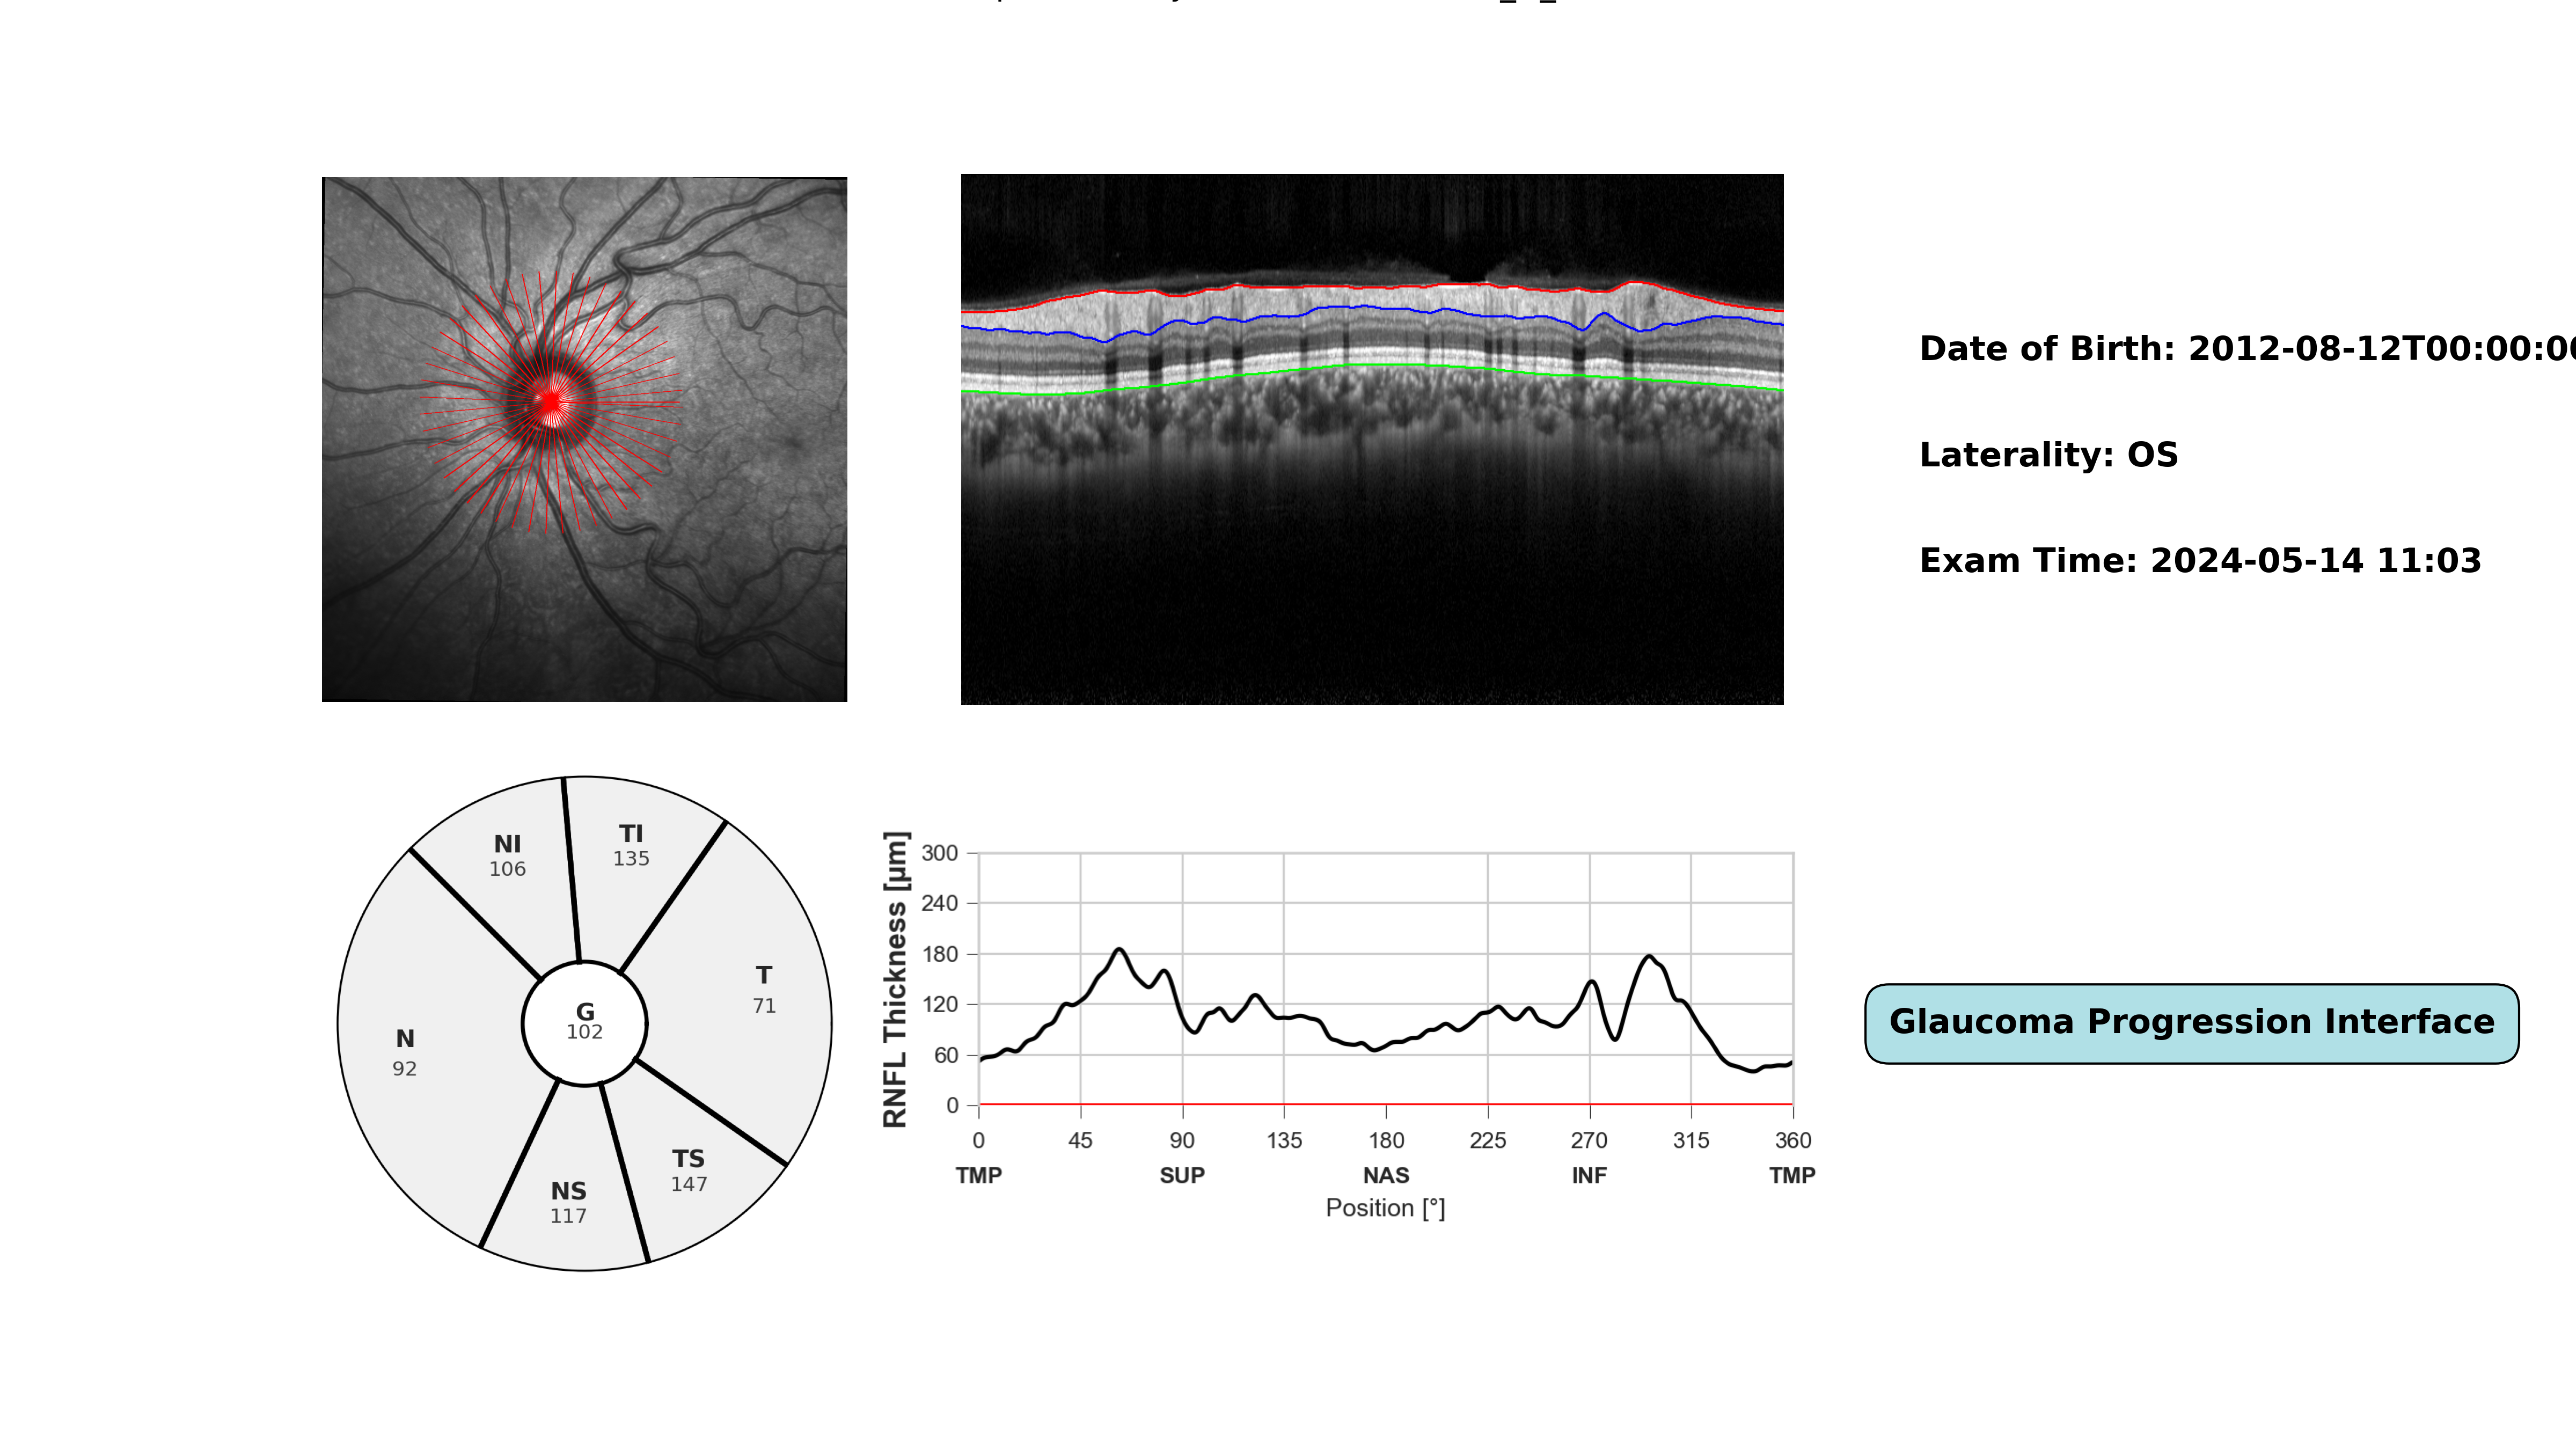 Date of Birth: 2012-08-12T00:00:00
Laterality: OS
Exam Time: 2024-05-14 11:03
NI
106
TI
135
T
71
G
102
N
92
TS
147
NS
117
RNFL Thickness [µm]
300
240
180
120
60
0
0 45 90 135 180 225 270 315 360
TMP SUP NAS INF TMP
Position [°]
Glaucoma Progression Interface